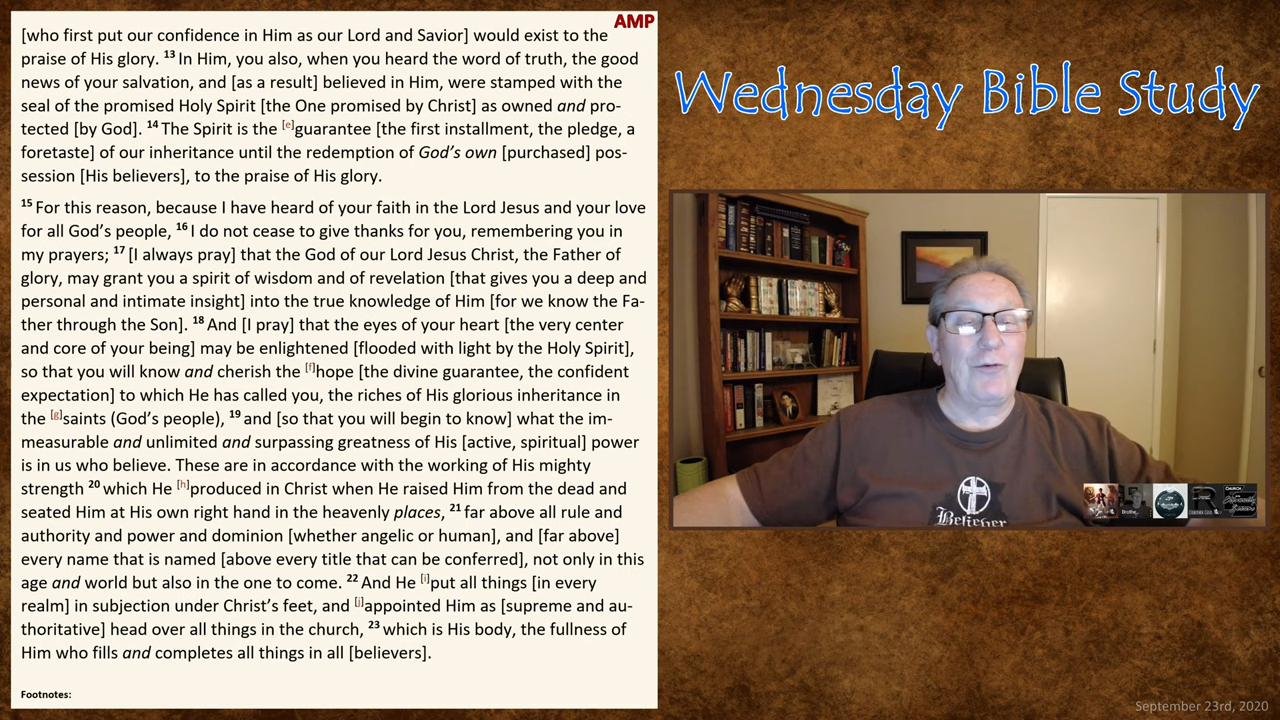 AMP
[who first put our confidence in Him as our Lord and Savior] would exist to the
praise of His glory. 13 In Him, you also, when you heard the word of truth, the good
news of your salvation, and [as a result] believed in Him, were stamped with the
seal of the promised Holy Spirit [the One promised by Christ] as owned and pro-
tected [by God]. 14 The Spirit is the [e]guarantee [the first installment, the pledge, a
foretaste] of our inheritance until the redemption of God's own [purchased] pos-
session [His believers], to the praise of His glory.
15 For this reason, because I have heard of your faith in the Lord Jesus and your love
for all God's people, 16 I do not cease to give thanks for you, remembering you in
my prayers; 17 [I always pray] that the God of our Lord Jesus Christ, the Father of
glory, may grant you a spirit of wisdom and of revelation [that gives you a deep and
personal and intimate insight] into the true knowledge of Him [for we know the Fa-
ther through the Son]. 18 And [I pray] that the eyes of your heart [the very center
and core of your being] may be enlightened [flooded with light by the Holy Spirit],
so that you will know and cherish the [f]hope [the divine guarantee, the confident
expectation] to which He has called you, the riches of His glorious inheritance in
the [g]saints (God's people), 19 and [so that you will begin to know] what the im-
measurable and unlimited and surpassing greatness of His [active, spiritual] power
is in us who believe. These are in accordance with the working of His mighty
strength 20 which He [h]produced in Christ when He raised Him from the dead and
seated Him at His own right hand in the heavenly places, 21 far above all rule and
authority and power and dominion [whether angelic or human], and [far above]
every name that is named [above every title that can be conferred], not only in this
age and world but also in the one to come. 22 And He [i]put all things [in every
realm] in subjection under Christ's feet, and [j]appointed Him as [supreme and au-
thoritative] head over all things in the church, 23 which is His body, the fullness of
Him who fills and completes all things in all [believers].
Footnotes:
Wednesday Bible Study
Believer
September 23rd, 2020